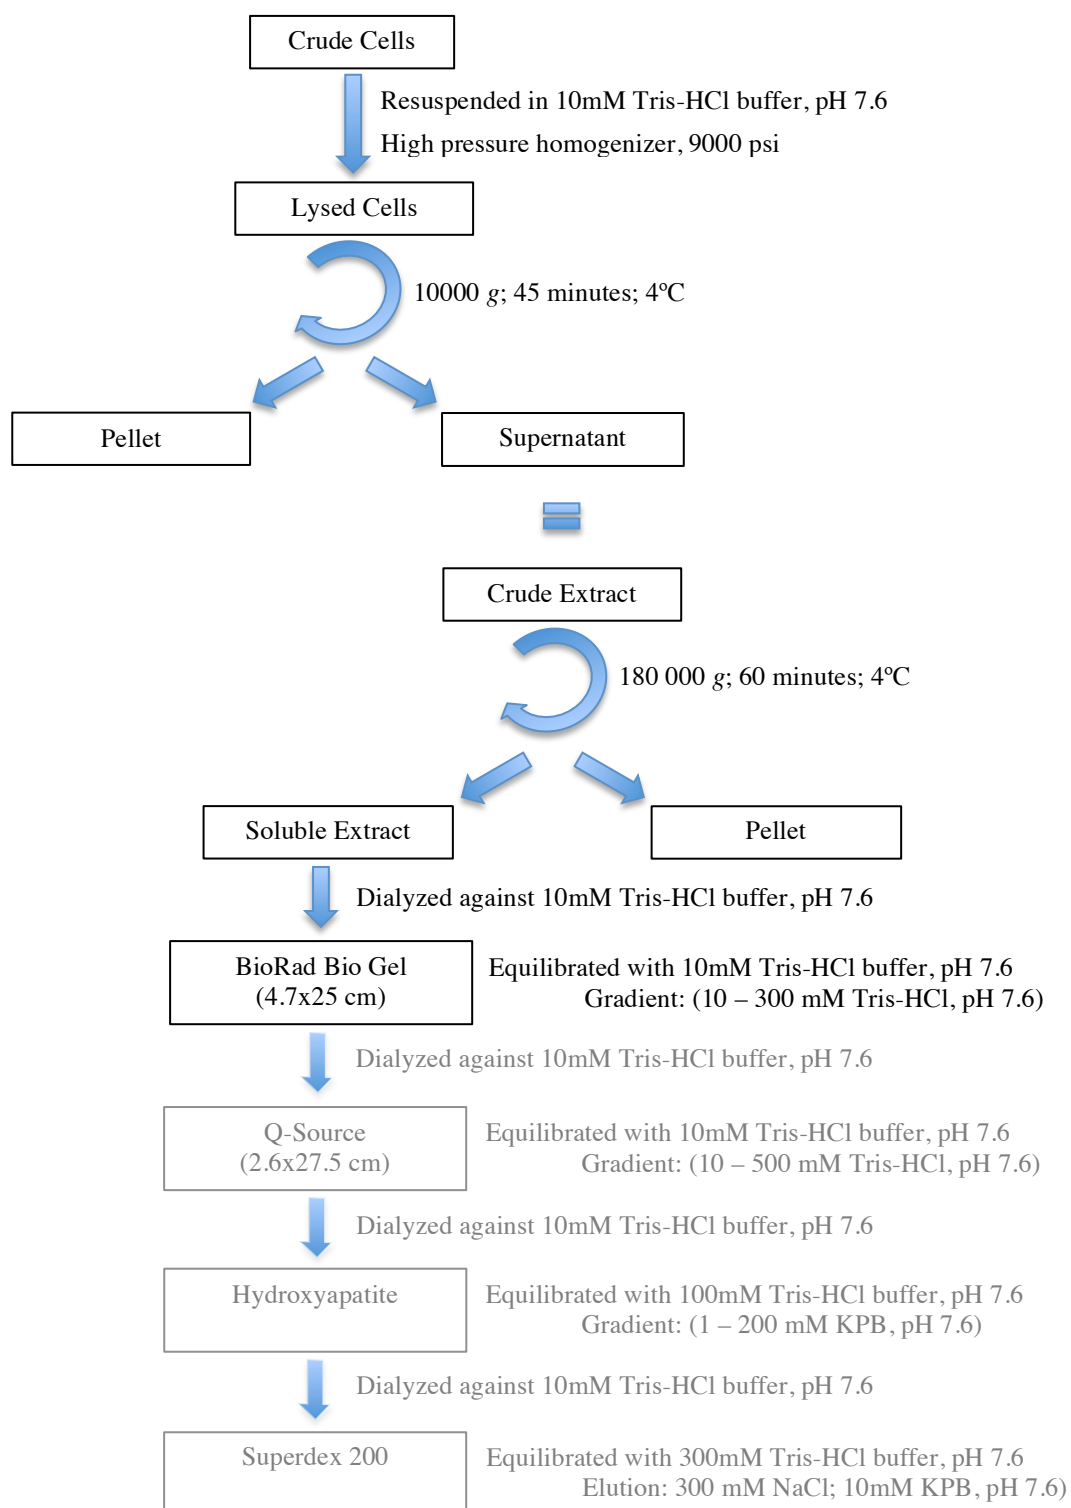 Crude Cells
Resuspended in 10mM Tris-HCl buffer, pH 7.6
High pressure homogenizer, 9000 psi
Lysed Cells
10000 g; 45 minutes; 4ºC
Pellet
Supernatant
Crude Extract
180 000 g; 60 minutes; 4ºC
Soluble Extract
Pellet
Dialyzed against 10mM Tris-HCl buffer, pH 7.6
BioRad Bio Gel
(4.7x25 cm)
Equilibrated with 10mM Tris-HCl buffer, pH 7.6
Gradient: (10 – 300 mM Tris-HCl, pH 7.6)
Dialyzed against 10mM Tris-HCl buffer, pH 7.6
Q-Source
(2.6x27.5 cm)
Equilibrated with 10mM Tris-HCl buffer, pH 7.6
Gradient: (10 – 500 mM Tris-HCl, pH 7.6)
Dialyzed against 10mM Tris-HCl buffer, pH 7.6
Hydroxyapatite
Equilibrated with 100mM Tris-HCl buffer, pH 7.6
Gradient: (1 – 200 mM KPB, pH 7.6)
Dialyzed against 10mM Tris-HCl buffer, pH 7.6
Superdex 200
Equilibrated with 300mM Tris-HCl buffer, pH 7.6
Elution: 300 mM NaCl; 10mM KPB, pH 7.6)